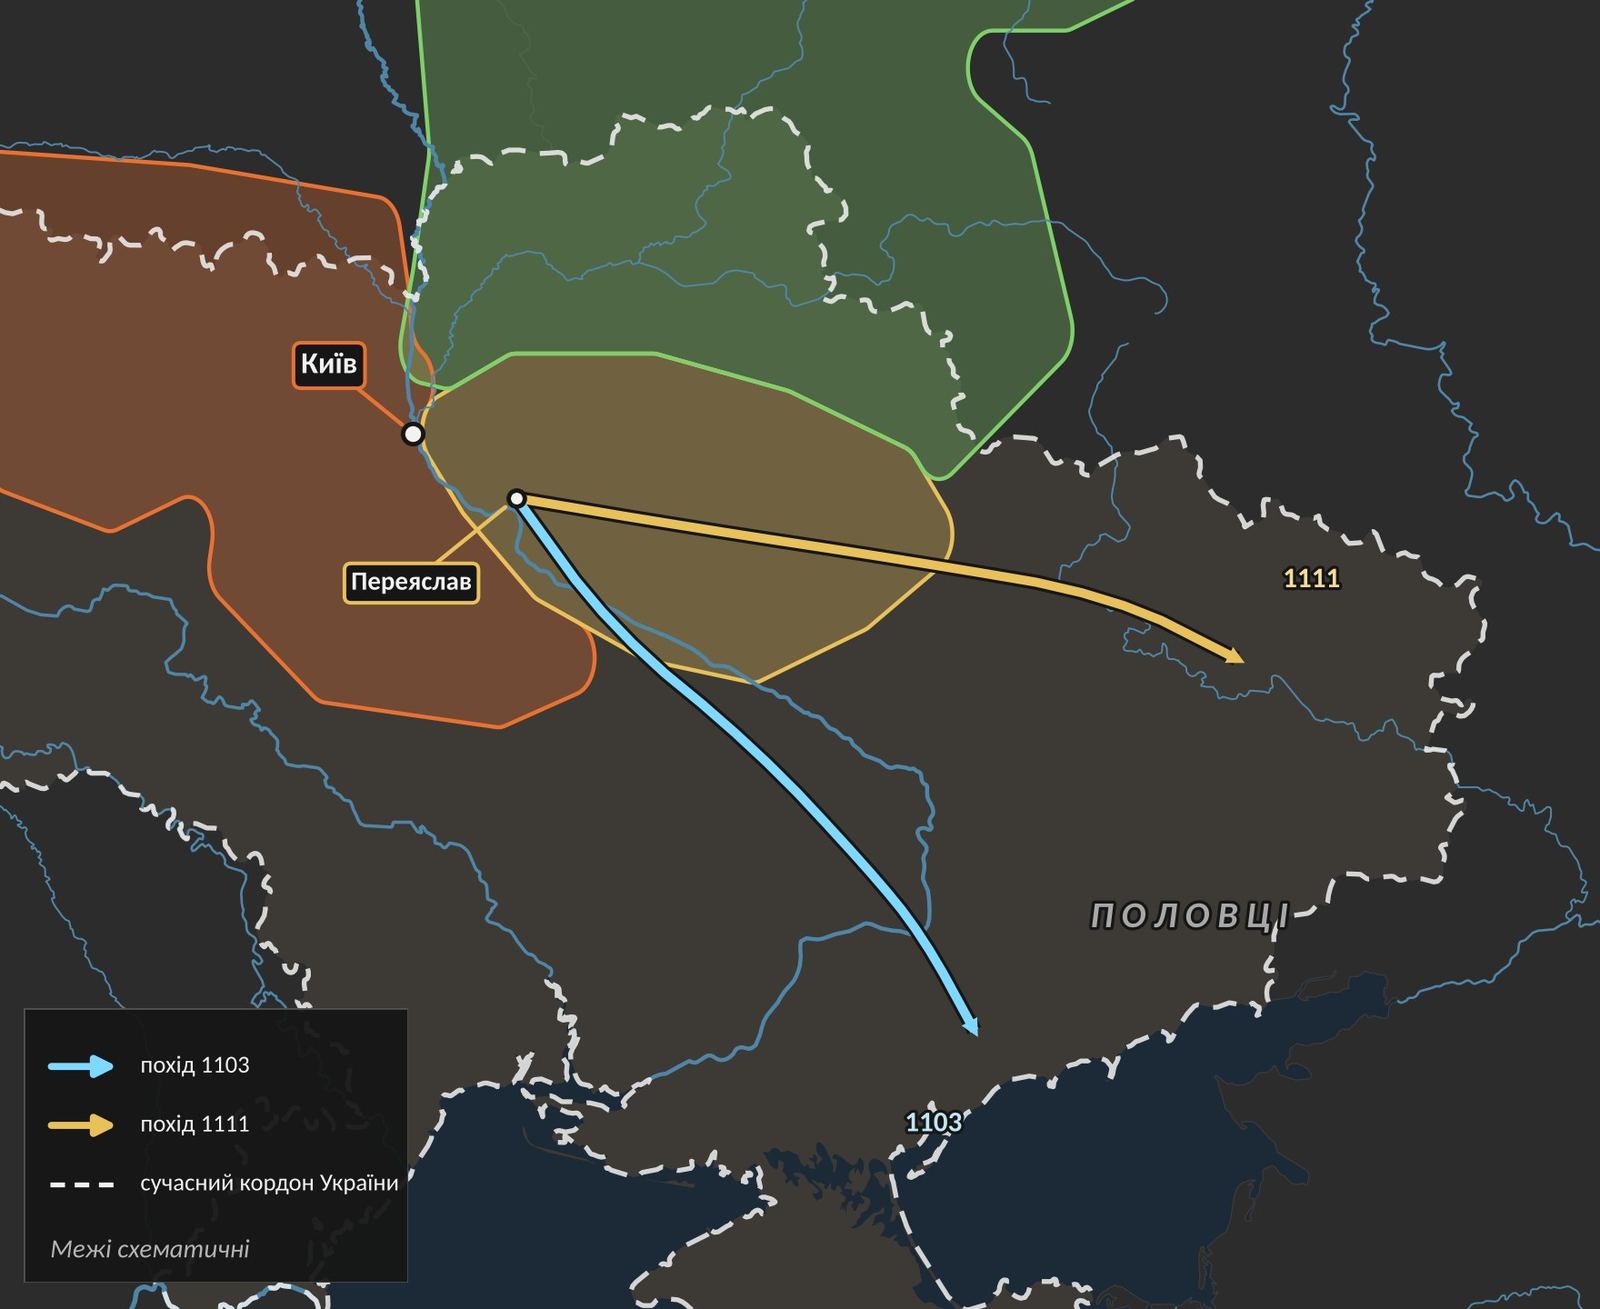 Київ
Переяслав
1111
ПОЛОВЦІ
1103
похід 1103
похід 1111
сучасний кордон України
Межі схематичні